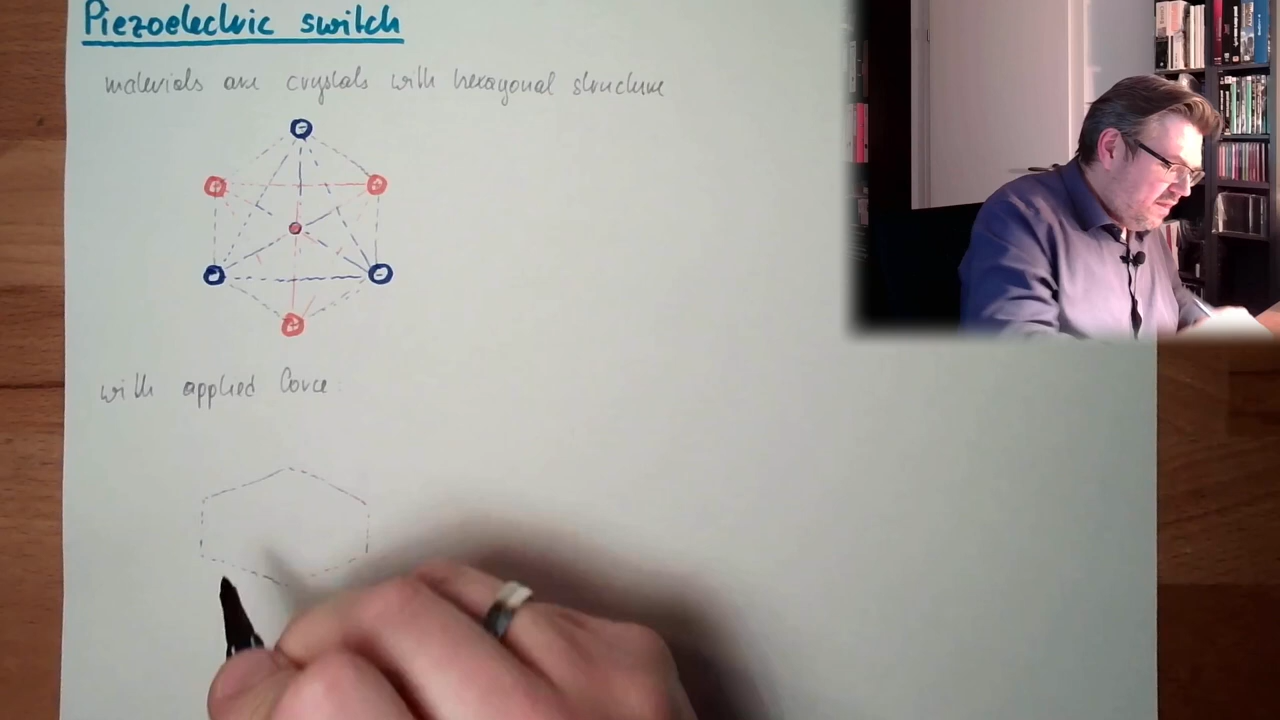 Piezoelectric switch
materials are crystals with hexagonal structure
-
+ +
- -
+
with applied force: